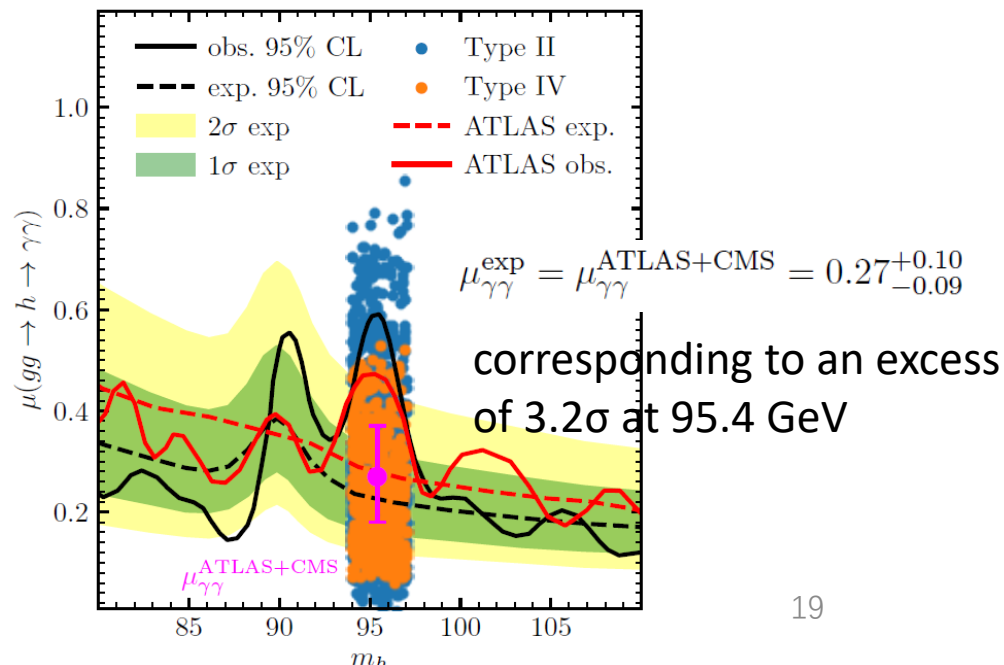 obs. 95% CL
exp. 95% CL
2σ exp
1σ exp
Type II
Type IV
ATLAS exp.
ATLAS obs.
μ(gg → h → γγ)
1.0
0.8
0.6
0.4
0.2
μ_γγ^exp = μ_γγ^ATLAS+CMS = 0.27 +0.10 -0.09
corresponding to an excess
of 3.2σ at 95.4 GeV
μ_γγ^ATLAS+CMS
85 90 95 100 105
m_h
19